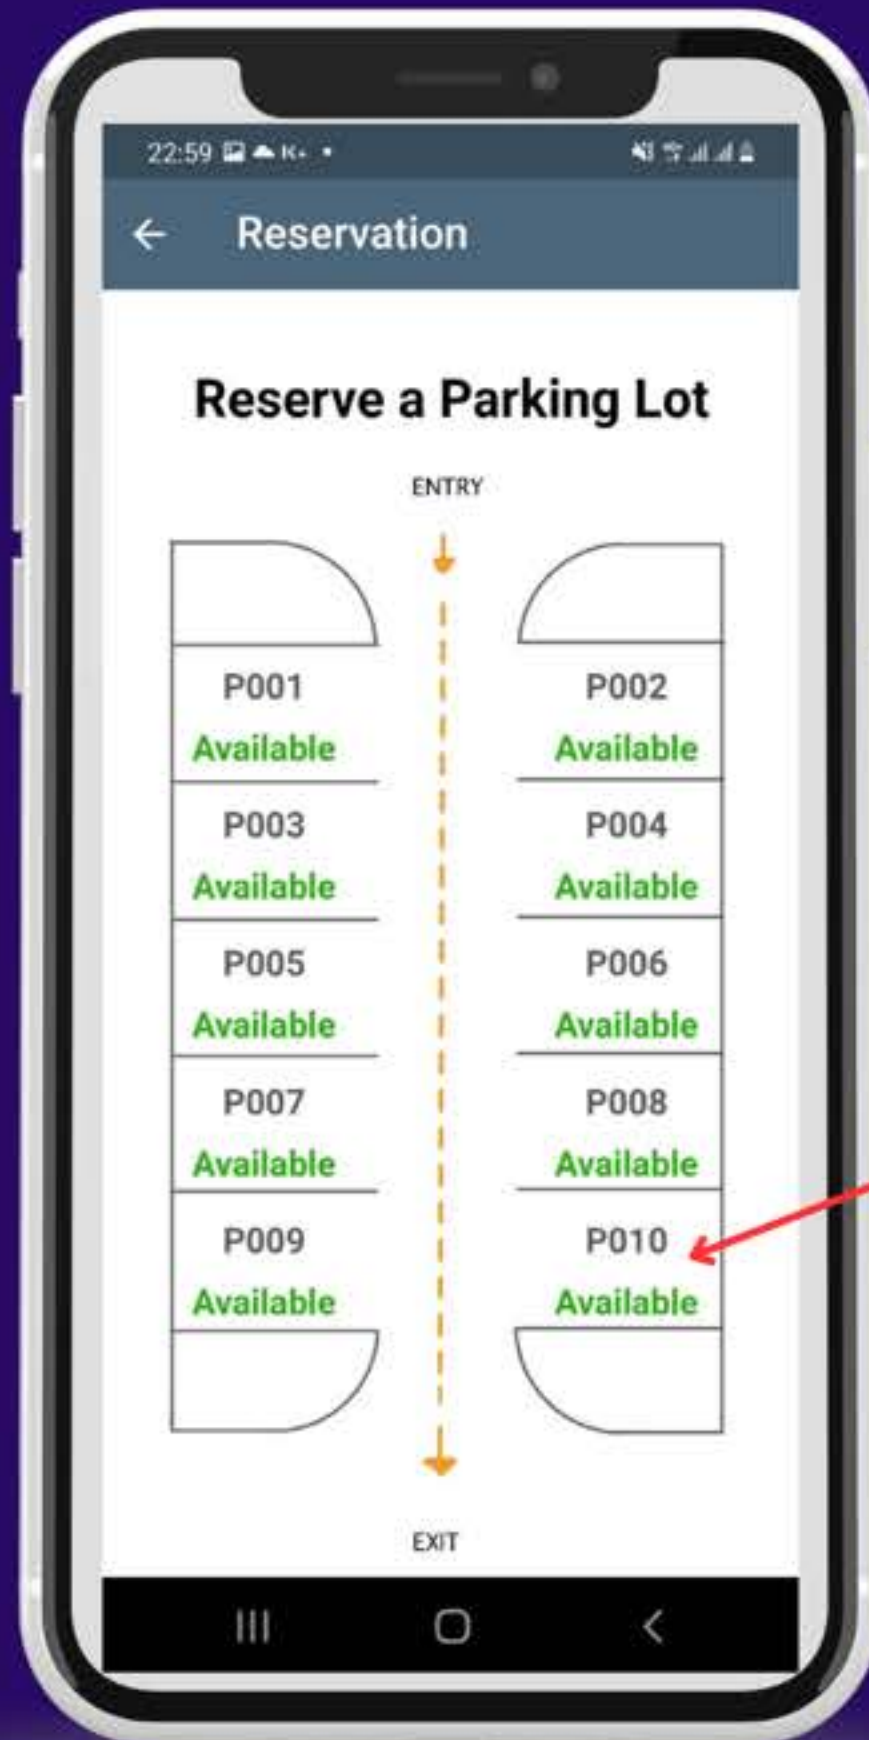 22:59 K+
Reservation
Reserve a Parking Lot
ENTRY
P001 P002
Available Available
P003 P004
Available Available
P005 P006
Available Available
P007 P008
Available Available
P009 P010
Available Available
EXIT